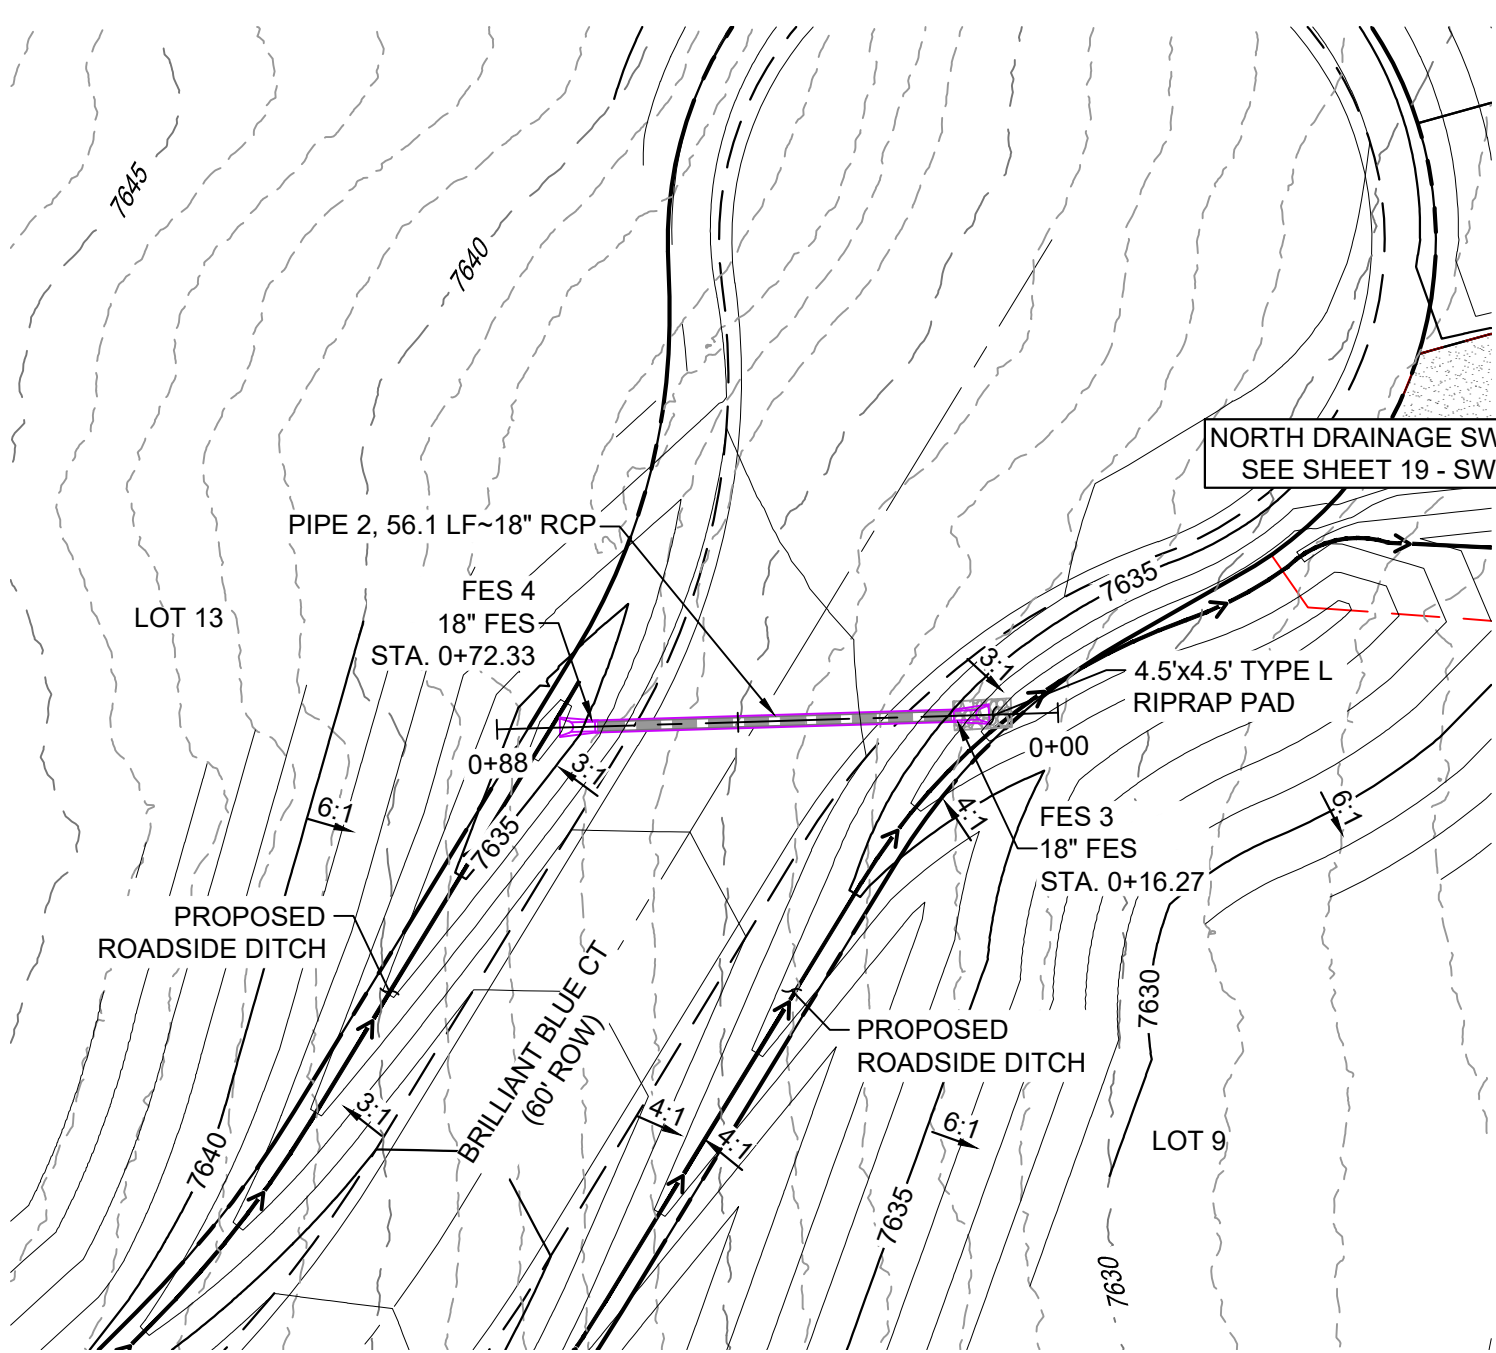 7645
7640
NORTH DRAINAGE SW
SEE SHEET 19 - SW
PIPE 2, 56.1 LF~18" RCP
7635
FES 4
18" FES
STA. 0+72.33
LOT 13
3:1
4.5'x4.5' TYPE L
RIPRAP PAD
0+88
0+00
3:1
6:1
4:1
6:1
FES 3
18" FES
STA. 0+16.27
7635
PROPOSED
ROADSIDE DITCH
BRILLIANT BLUE CT
(60' ROW)
7630
PROPOSED
ROADSIDE DITCH
3:1
4:1
4:1
6:1
LOT 9
7640
7635
7630